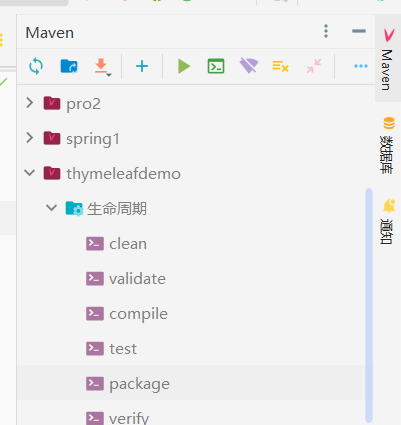 Maven
pro2
spring1
thymeleafdemo
生命周期
clean
validate
compile
test
package
verify
Maven
数据库
通知